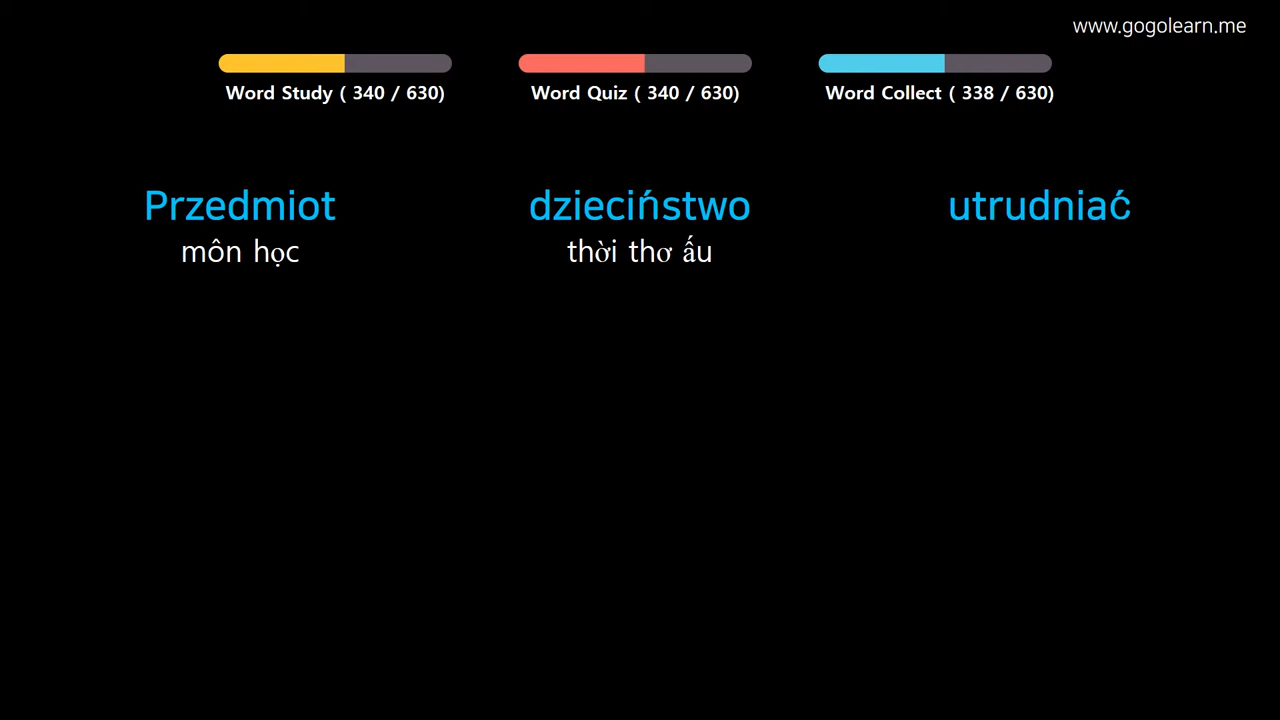 www.gogolearn.me
Word Study ( 340 / 630)
Word Quiz ( 340 / 630)
Word Collect ( 338 / 630)
Przedmiot
môn học
dzieciństwo
thời thơ ấu
utrudniać